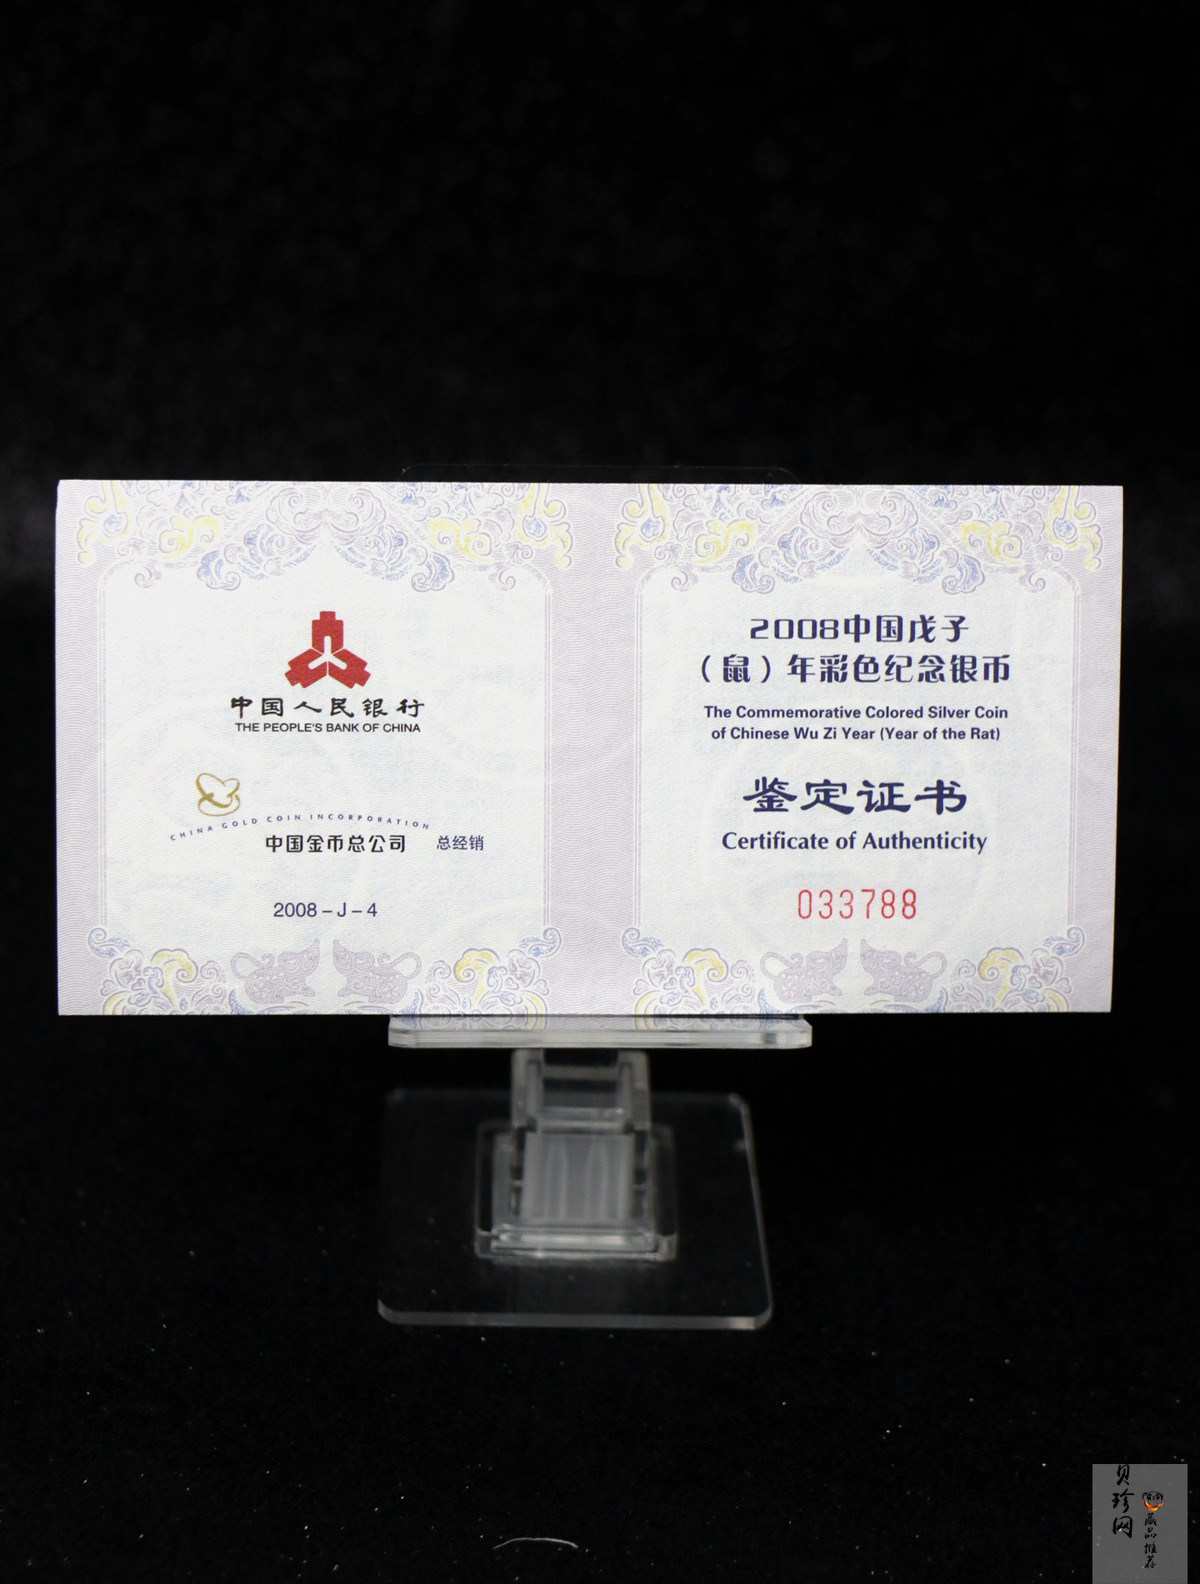 中国人民银行
THE PEOPLE'S BANK OF CHINA
CHINA GOLD COIN INCORPORATION
中国金币总公司 总经销
2008-J-4
2008中国戊子
（鼠）年彩色纪念银币
The Commemorative Colored Silver Coin
of Chinese Wu Zi Year (Year of the Rat)
鉴定证书
Certificate of Authenticity
033788
贝珍网
藏品推荐